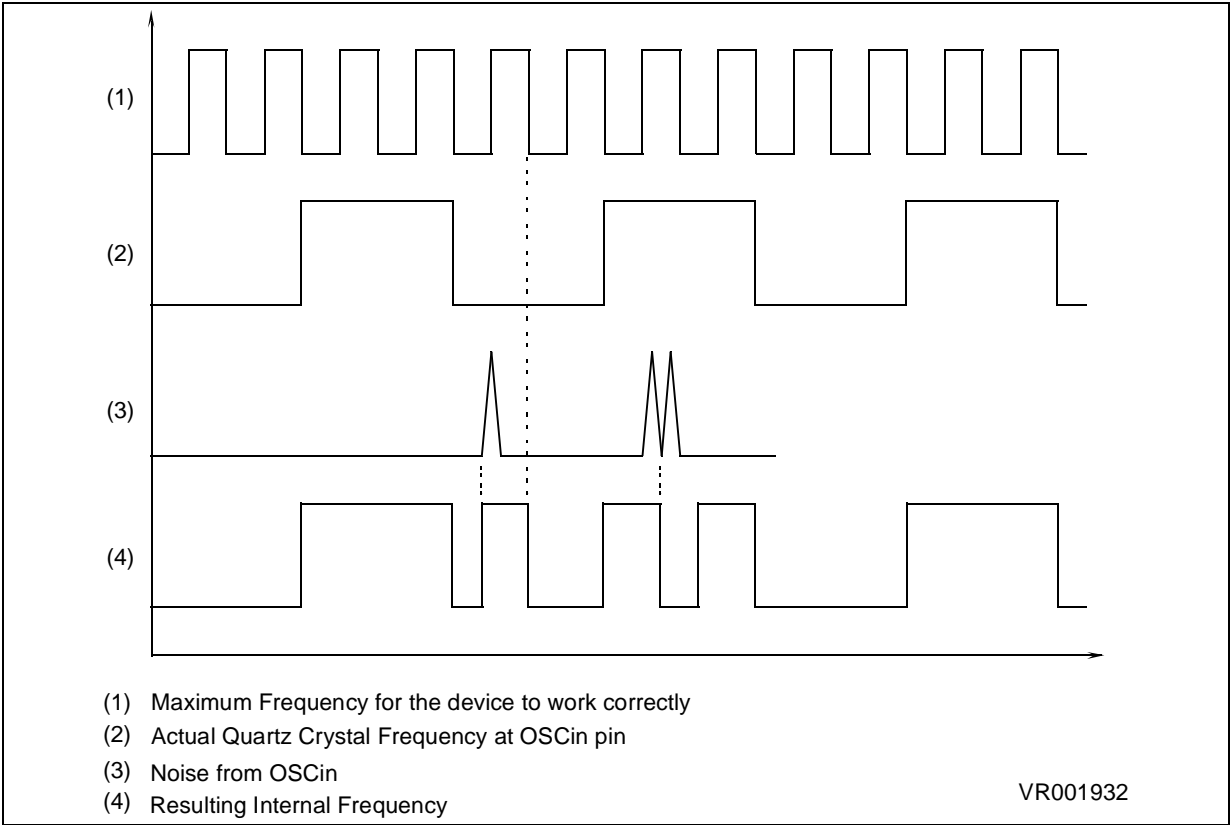 (1)
(2)
(3)
(4)
(1) Maximum Frequency for the device to work correctly
(2) Actual Quartz Crystal Frequency at OSCin pin
(3) Noise from OSCin
(4) Resulting Internal Frequency
VR001932